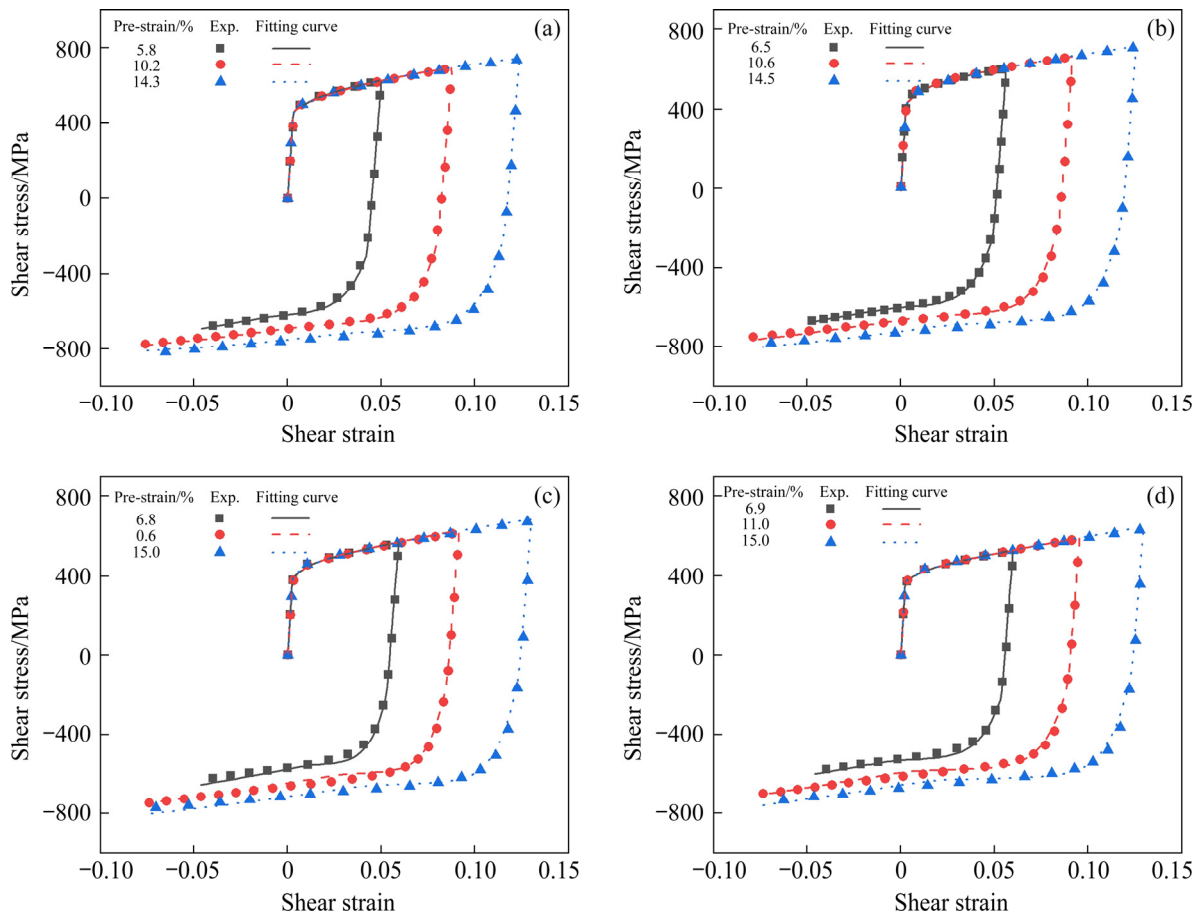 (a)
Pre-strain/% Exp. Fitting curve
5.8
10.2
14.3
800
400
0
−400
−800
Shear stress/MPa
−0.10 −0.05 0 0.05 0.10 0.15
Shear strain
(b)
Pre-strain/% Exp. Fitting curve
6.5
10.6
14.5
800
400
0
−400
−800
Shear stress/MPa
−0.10 −0.05 0 0.05 0.10 0.15
Shear strain
(c)
Pre-strain/% Exp. Fitting curve
6.8
0.6
15.0
800
400
0
−400
−800
Shear stress/MPa
−0.10 −0.05 0 0.05 0.10 0.15
Shear strain
(d)
Pre-strain/% Exp. Fitting curve
6.9
11.0
15.0
800
400
0
−400
−800
Shear stress/MPa
−0.10 −0.05 0 0.05 0.10 0.15
Shear strain